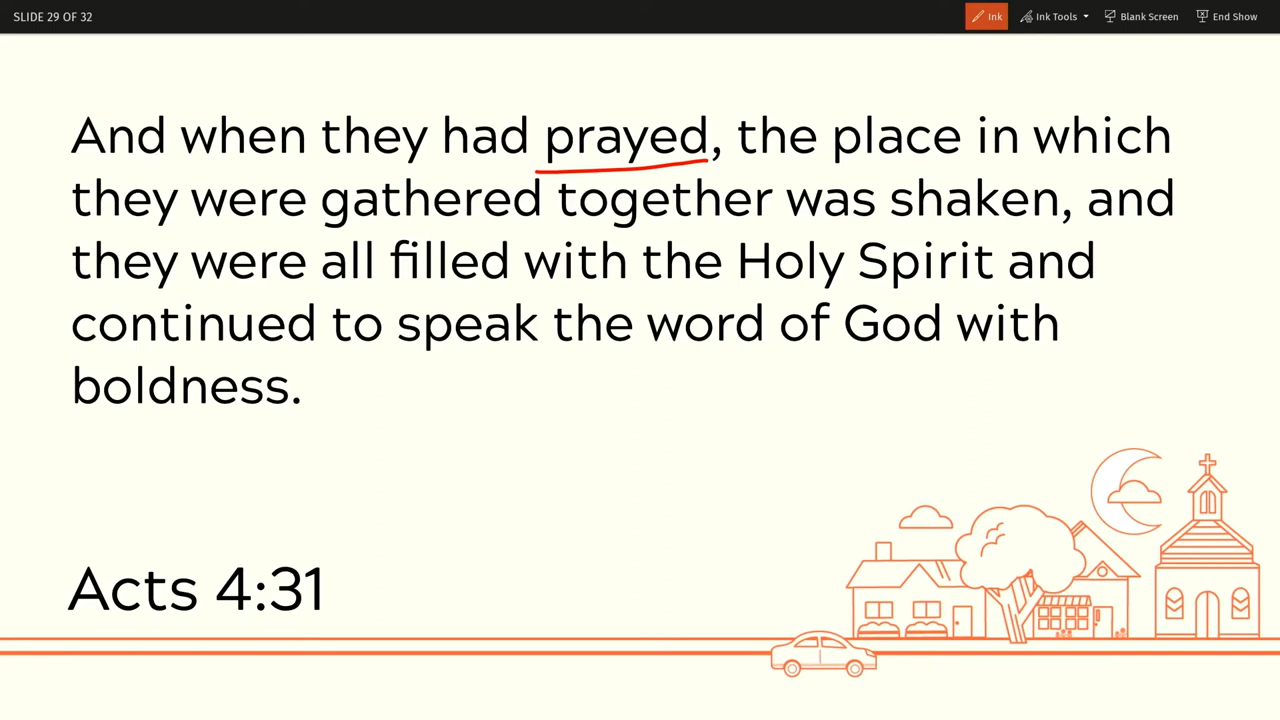 SLIDE 29 OF 32
Ink
Ink Tools
Blank Screen
End Show
And when they had prayed, the place in which
they were gathered together was shaken, and
they were all filled with the Holy Spirit and
continued to speak the word of God with
boldness.
Acts 4:31